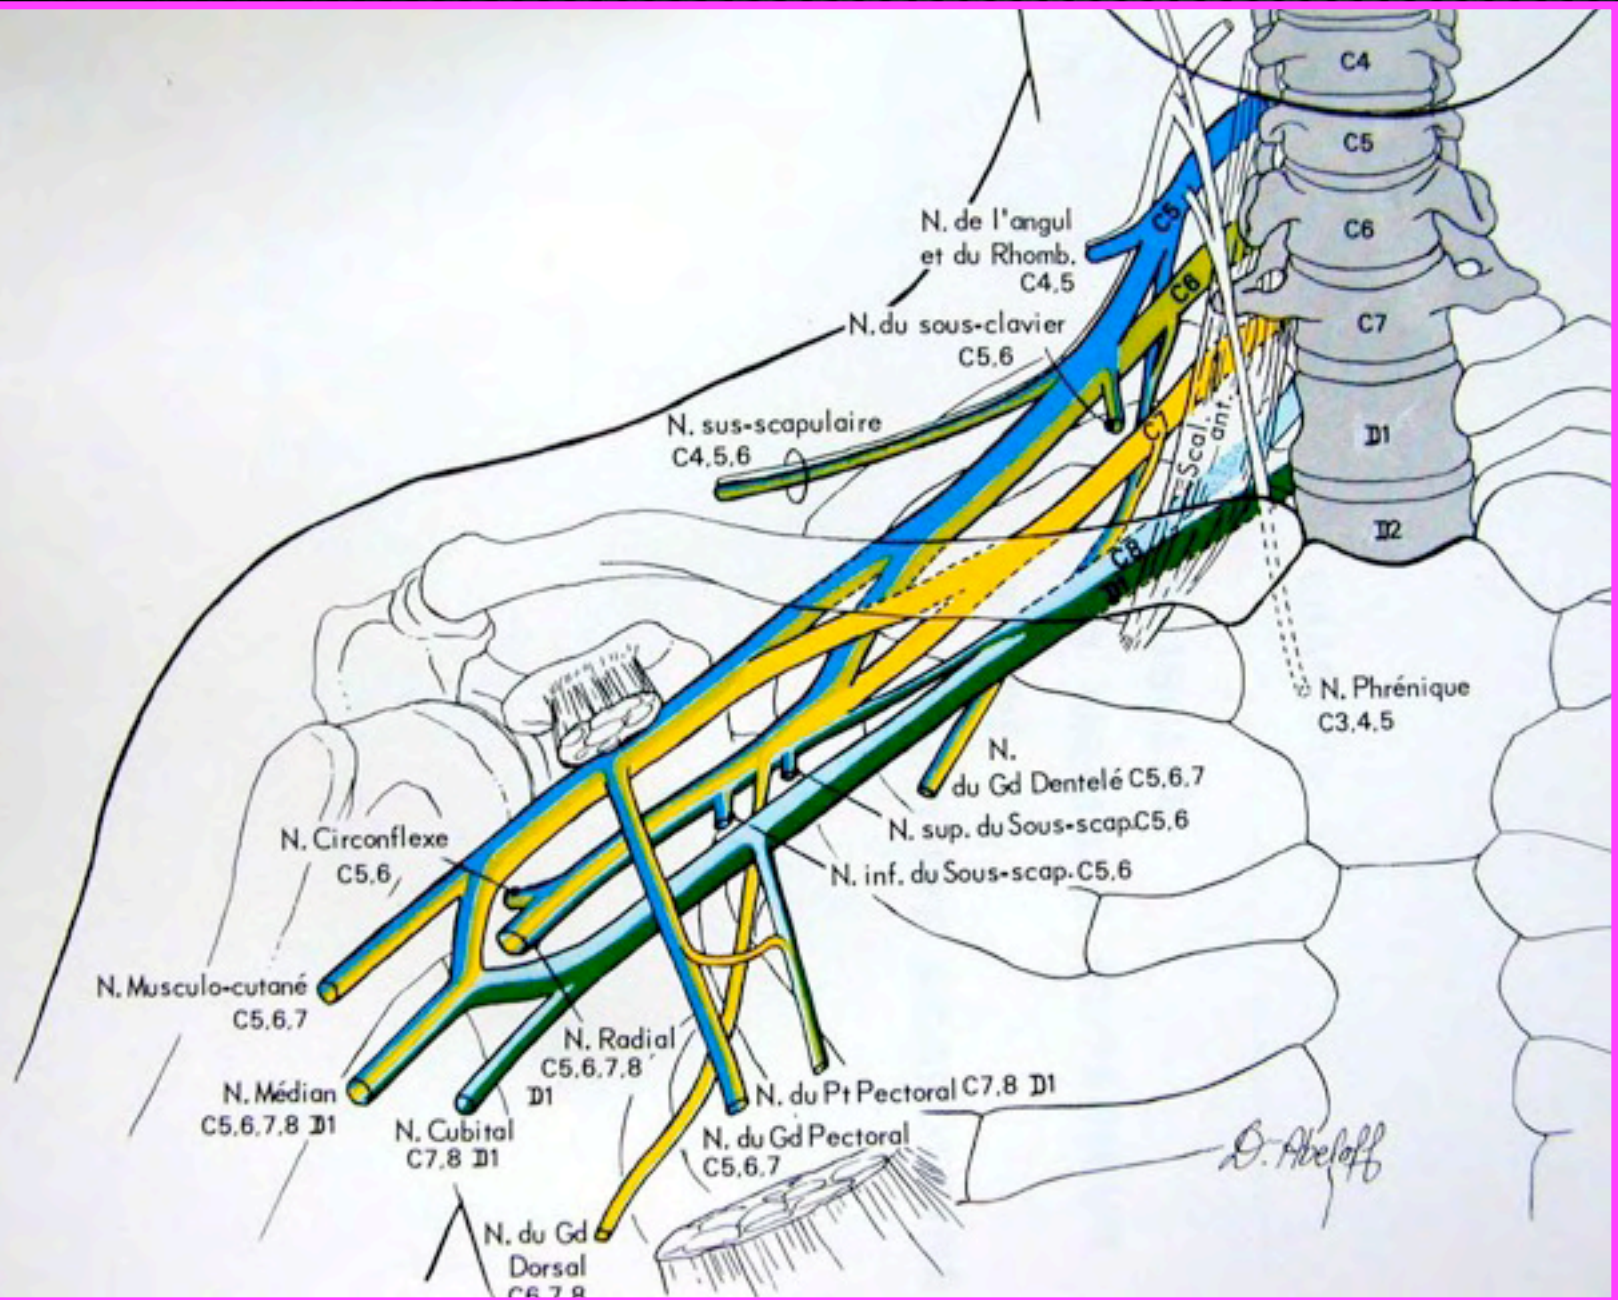 C4
C5
C6
C7
D1
D2
C5
C6
C7
C8
D1
Scal.
ant.
N. de l'angul
et du Rhomb.
C4,5
N. du sous-clavier
C5,6
N. sus-scapulaire
C4,5,6
N. Phrénique
C3,4,5
N.
du Gd Dentelé C5,6,7
N. sup. du Sous-scap. C5,6
N. inf. du Sous-scap. C5,6
N. Circonflexe
C5,6
N. Musculo-cutané
C5,6,7
N. Radial
C5,6,7,8
D1
N. Médian
C5,6,7,8 D1
N. Cubital
C7,8 D1
N. du Pt Pectoral C7,8 D1
N. du Gd Pectoral
C5,6,7
N. du Gd
Dorsal
C6,7,8
D. Abeloff